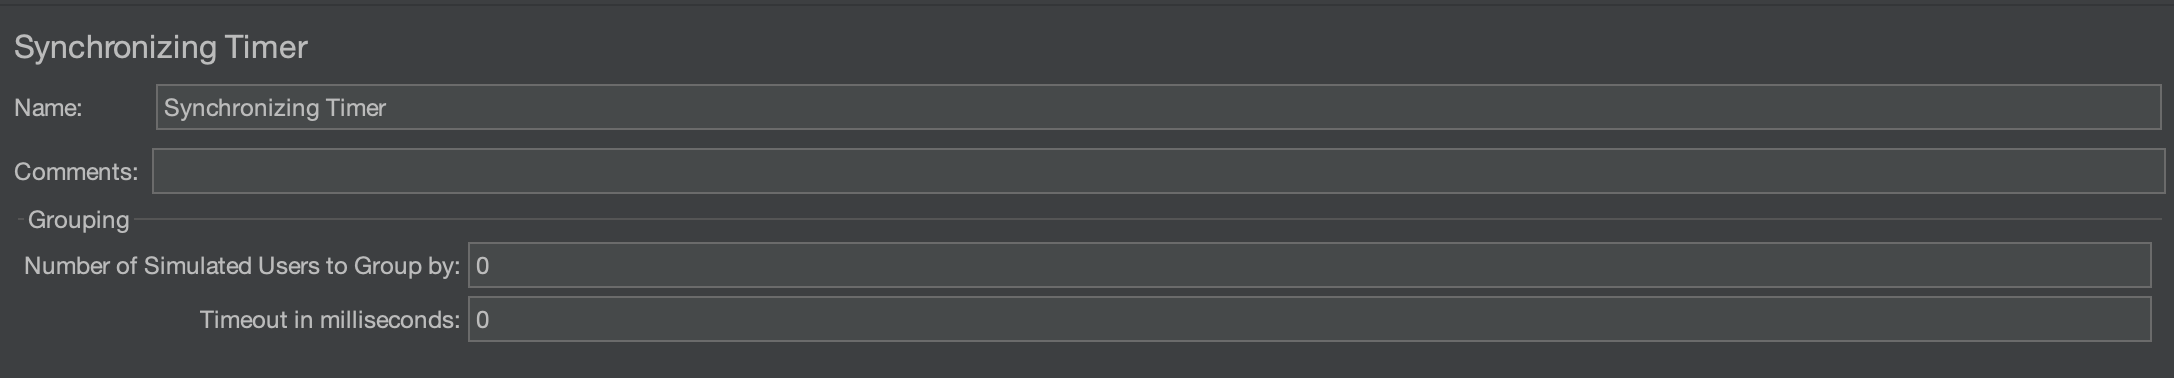 Synchronizing Timer
Name: Synchronizing Timer
Comments:
Grouping
Number of Simulated Users to Group by: 0
Timeout in milliseconds: 0